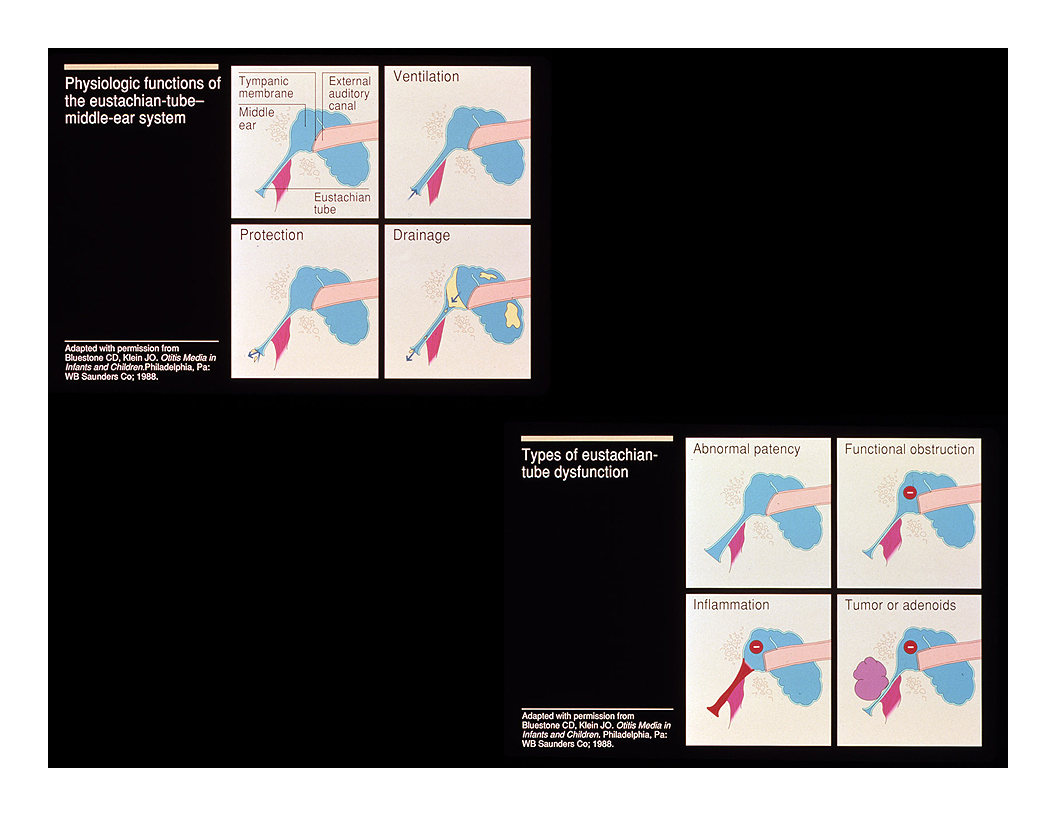 Physiologic functions of
the eustachian-tube–
middle-ear system
Tympanic
membrane
External
auditory
canal
Middle
ear
Eustachian
tube
Ventilation
Protection
Drainage
Adapted with permission from
Bluestone CD, Klein JO. Otitis Media in
Infants and Children.Philadelphia, Pa:
WB Saunders Co; 1988.
Types of eustachian-
tube dysfunction
Abnormal patency
Functional obstruction
Inflammation
Tumor or adenoids
Adapted with permission from
Bluestone CD, Klein JO. Otitis Media in
Infants and Children. Philadelphia, Pa:
WB Saunders Co; 1988.